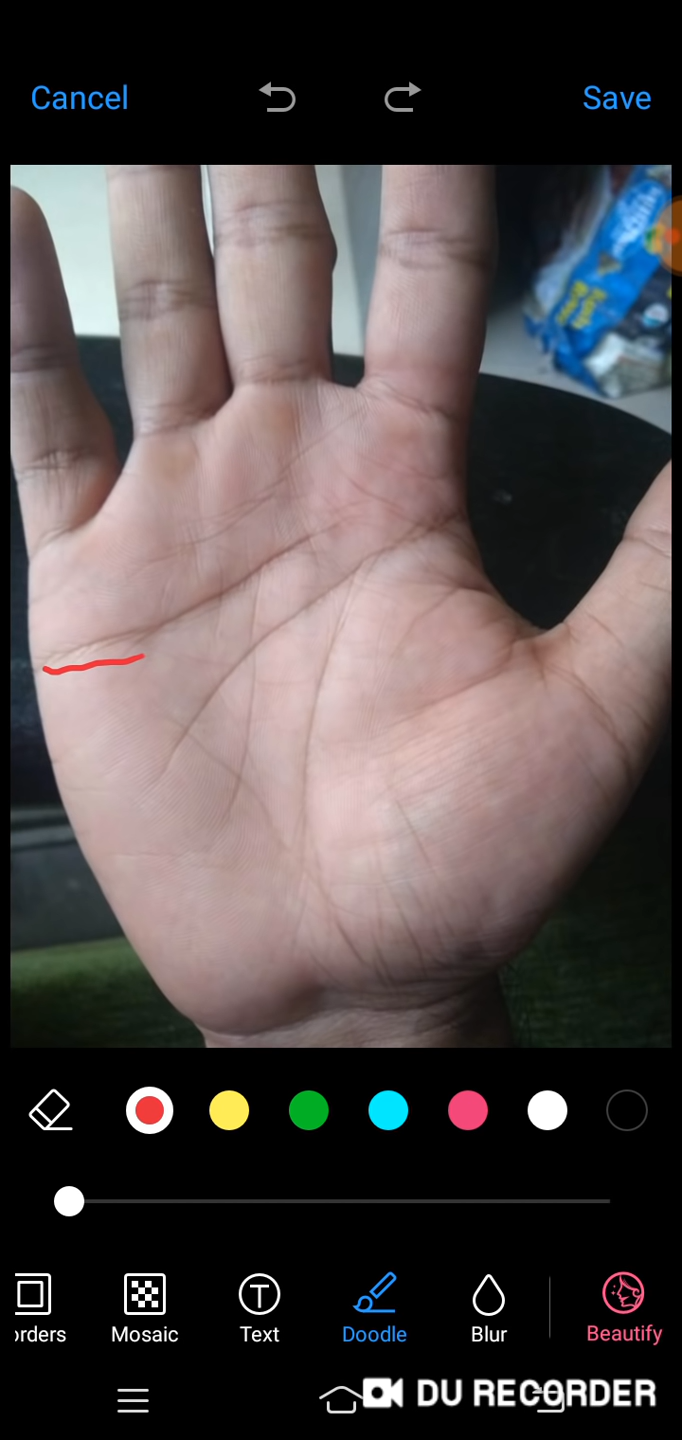 Cancel
Save
orders
Mosaic
Text
Doodle
Blur
Beautify
DU RECORDER